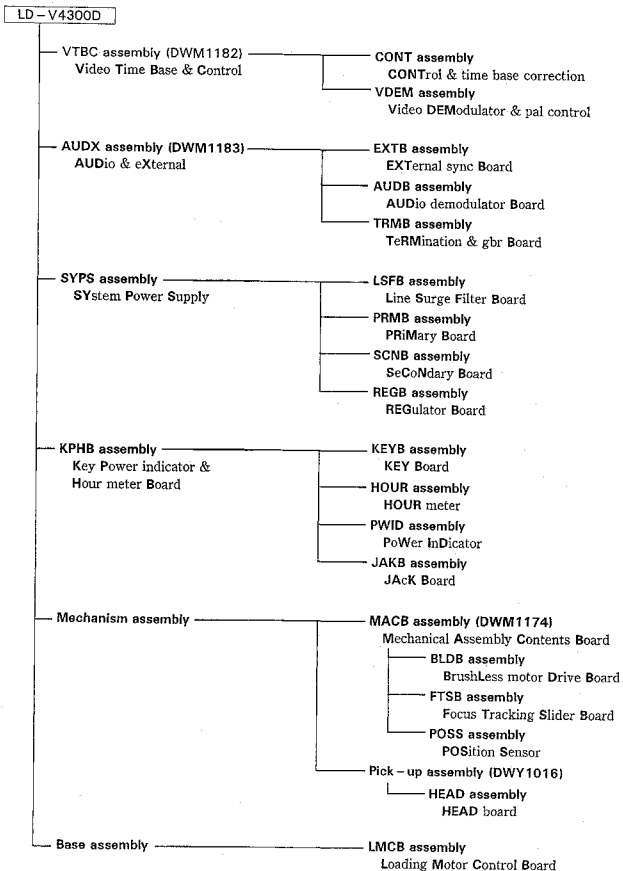 LD-V4300D
VTBC assembly (DWM1182)
Video Time Base & Control
CONT assembly
CONTrol & time base correction
VDEM assembly
Video DEModulator & pal control
AUDX assembly (DWM1183)
AUDio & eXternal
EXTB assembly
EXTernal sync Board
AUDB assembly
AUDio demodulator Board
TRMB assembly
TeRMination & gbr Board
SYPS assembly
SYstem Power Supply
LSFB assembly
Line Surge Filter Board
PRMB assembly
PRiMary Board
SCNB assembly
SeCoNdary Board
REGB assembly
REGulator Board
KPHB assembly
Key Power indicator &
Hour meter Board
KEYB assembly
KEY Board
HOUR assembly
HOUR meter
PWID assembly
PoWer InDicator
JAKB assembly
JAcK Board
Mechanism assembly
MACB assembly (DWM1174)
Mechanical Assembly Contents Board
BLDB assembly
BrushLess motor Drive Board
FTSB assembly
Focus Tracking Slider Board
POSS assembly
POSition Sensor
Pick-up assembly (DWY1016)
HEAD assembly
HEAD board
Base assembly
LMCB assembly
Loading Motor Control Board